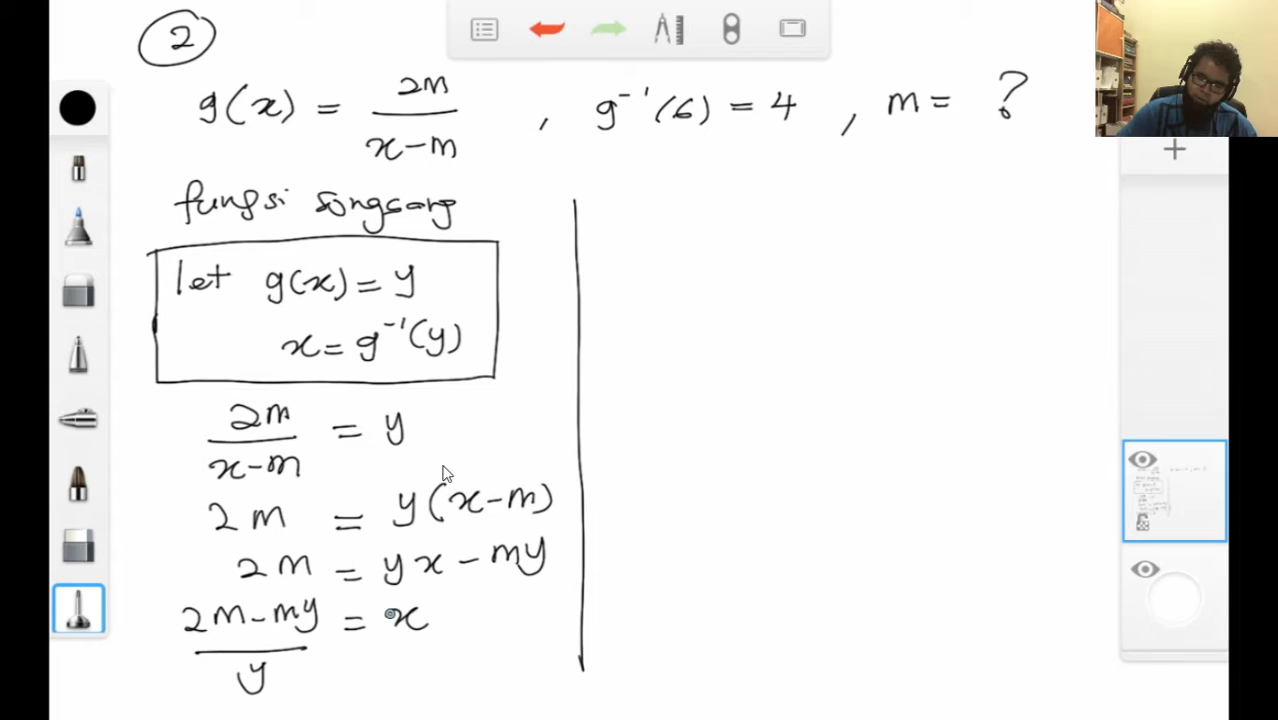 2
g(x) = 2m / x-m , g⁻¹(6) = 4 , m = ?
fungsi songsang
let g(x) = y
x = g⁻¹(y)
2m / x-m = y
2m = y(x-m)
2m = yx - my
2m-my / y = x